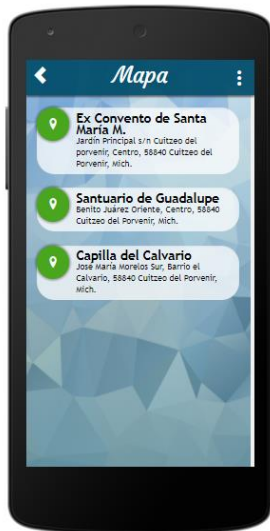 Mapa
Ex Convento de Santa
María M.
Jardín Principal s/n Cuitzeo del
porvenir, Centro, 58840 Cuitzeo del
Porvenir, Mich.
Santuario de Guadalupe
Benito Juárez Oriente, Centro, 58840
Cuitzeo del Porvenir, Mich.
Capilla del Calvario
José María Morelos Sur, Barrio el
Calvario, 58840 Cuitzeo del Porvenir,
Mich.